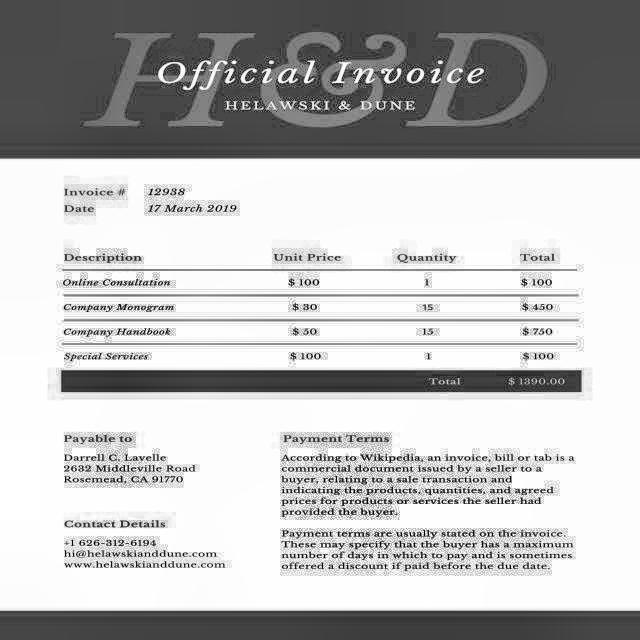 H&D
Official Invoice
HELAWSKI & DUNE
Invoice # 12938
Date 17 March 2019
Description Unit Price Quantity Total
Online Consultation $ 100 1 $ 100
Company Monogram $ 30 15 $ 450
Company Handbook $ 50 15 $ 750
Special Services $ 100 1 $ 100
Total $ 1390.00
Payable to
Darrell C. Lavelle
2632 Middleville Road
Rosemead, CA 91770
Contact Details
+1 626-312-6194
hi@helawskianddune.com
www.helawskianddune.com
Payment Terms
According to Wikipedia, an invoice, bill or tab is a
commercial document issued by a seller to a
buyer, relating to a sale transaction and
indicating the products, quantities, and agreed
prices for products or services the seller had
provided the buyer.
Payment terms are usually stated on the invoice.
These may specify that the buyer has a maximum
number of days in which to pay and is sometimes
offered a discount if paid before the due date.